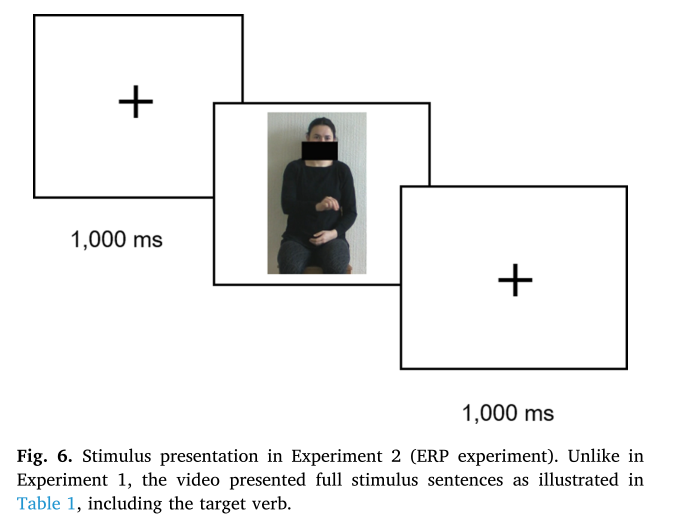 1,000 ms
1,000 ms
Fig. 6. Stimulus presentation in Experiment 2 (ERP experiment). Unlike in
Experiment 1, the video presented full stimulus sentences as illustrated in
Table 1, including the target verb.